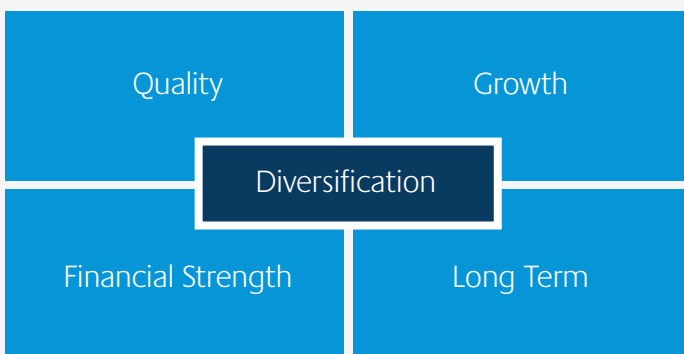 Quality
Growth
Diversification
Financial Strength
Long Term